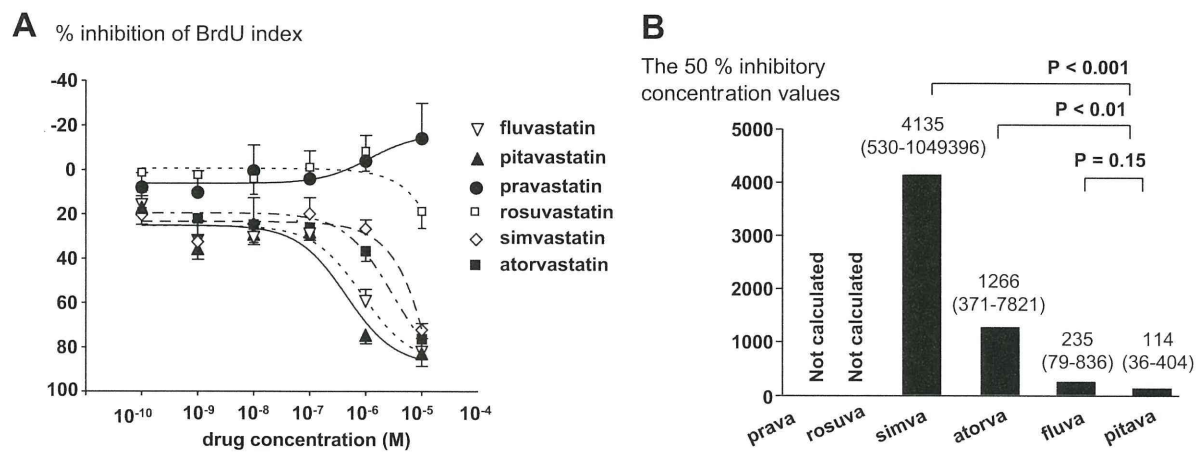 A % inhibition of BrdU index
-40
-20
0
20
40
60
80
100
10-10 10-9 10-8 10-7 10-6 10-5 10-4
drug concentration (M)
fluvastatin
pitavastatin
pravastatin
rosuvastatin
simvastatin
atorvastatin
B
The 50 % inhibitory
concentration values
P < 0.001
P < 0.01
P = 0.15
5000
4000
3000
2000
1000
0
Not calculated
Not calculated
4135
(530-1049396)
1266
(371-7821)
235
(79-836)
114
(36-404)
prava rosuva simva atorva fluva pitava